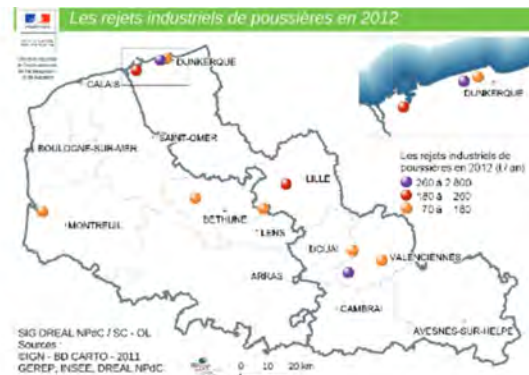 Les rejets industriels de poussières en 2012
DUNKERQUE
CALAIS
DUNKERQUE
SAINT-OMER
BOULOGNE-SUR-MER
LILLE
Les rejets industriels de
poussières en 2012 (t / an)
260 à 2 800
180 à 260
70 à 180
BETHUNE
MONTREUIL
LENS
DOUAI
VALENCIENNES
ARRAS
CAMBRAI
AVESNES-SUR-HELPE
SIG DREAL NPdC / SC - OL
Sources :
©IGN - BD CARTO - 2011
GEREP, INSEE, DREAL NPdC
0 10 20 km